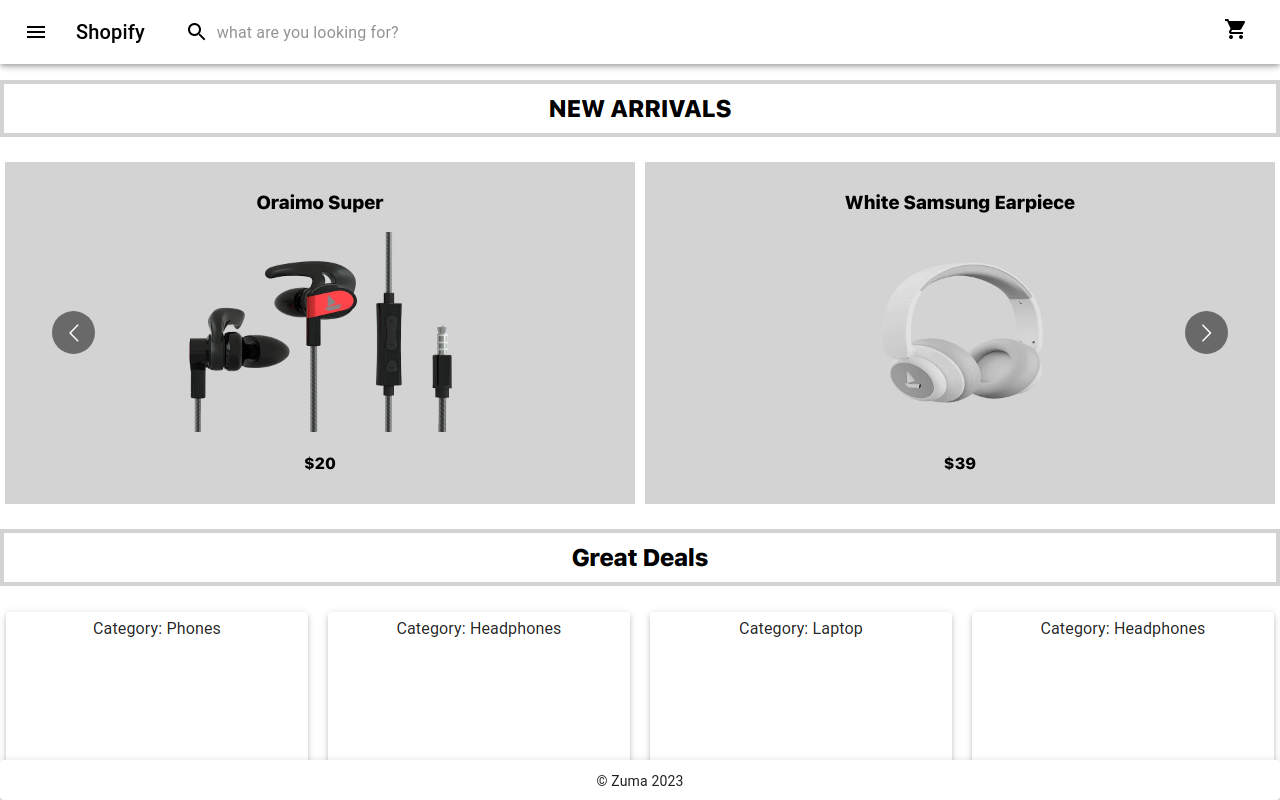 Shopify
what are you looking for?
NEW ARRIVALS
Oraimo Super
White Samsung Earpiece
$20
$39
Great Deals
Category: Phones
Category: Headphones
Category: Laptop
Category: Headphones
© Zuma 2023